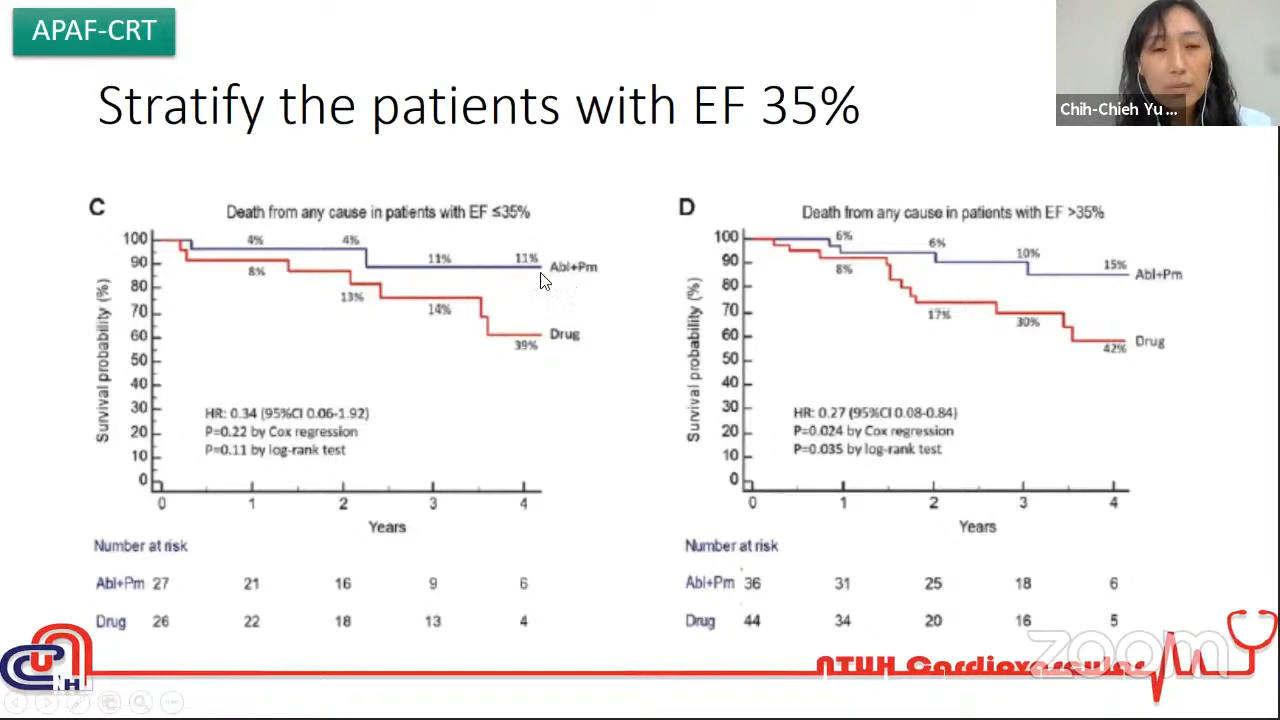 APAF-CRT
Stratify the patients with EF 35%
Chih-Chieh Yu ...
C
Death from any cause in patients with EF ≤35%
Survival probability (%)
100
90
80
70
60
50
40
30
20
10
0
4%
4%
11%
11%
Abl+Pm
8%
13%
14%
39%
Drug
HR: 0.34 (95%CI 0.06-1.92)
P=0.22 by Cox regression
P=0.11 by log-rank test
0 1 2 3 4
Years
Number at risk
Abl+Pm 27 21 16 9 6
Drug 26 22 18 13 4
D
Death from any cause in patients with EF >35%
Survival probability (%)
100
90
80
70
60
50
40
30
20
10
0
6%
6%
10%
15%
Abl+Pm
8%
17%
30%
42%
Drug
HR: 0.27 (95%CI 0.08-0.84)
P=0.024 by Cox regression
P=0.035 by log-rank test
0 1 2 3 4
Years
Number at risk
Abl+Pm 36 31 25 18 6
Drug 44 34 20 16 5
zoom
NTUH Cardiovascular
NH